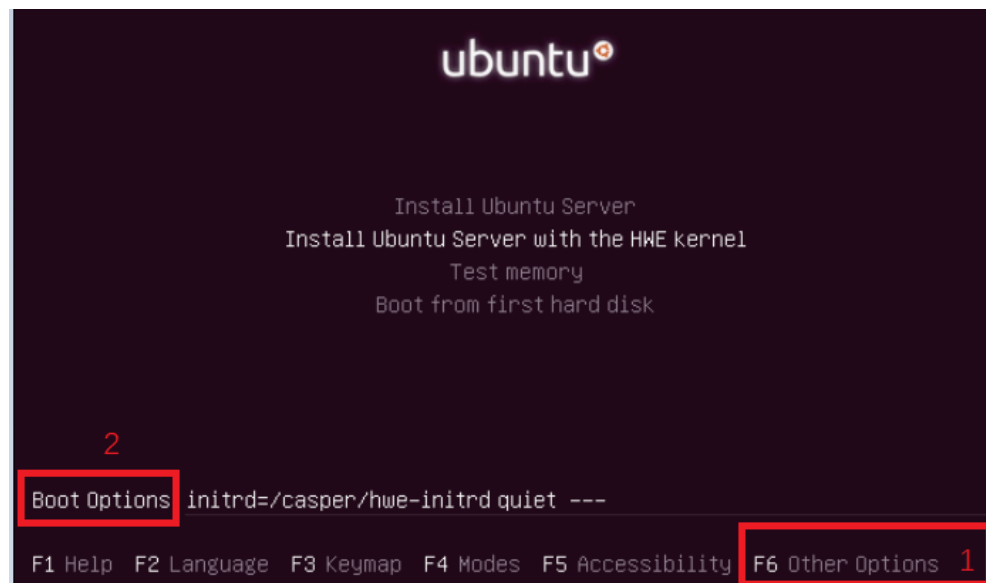 ubuntu
Install Ubuntu Server
Install Ubuntu Server with the HWE kernel
Test memory
Boot from first hard disk
2
Boot Options initrd=/casper/hwe-initrd quiet ---
F1 Help F2 Language F3 Keymap F4 Modes F5 Accessibility F6 Other Options 1